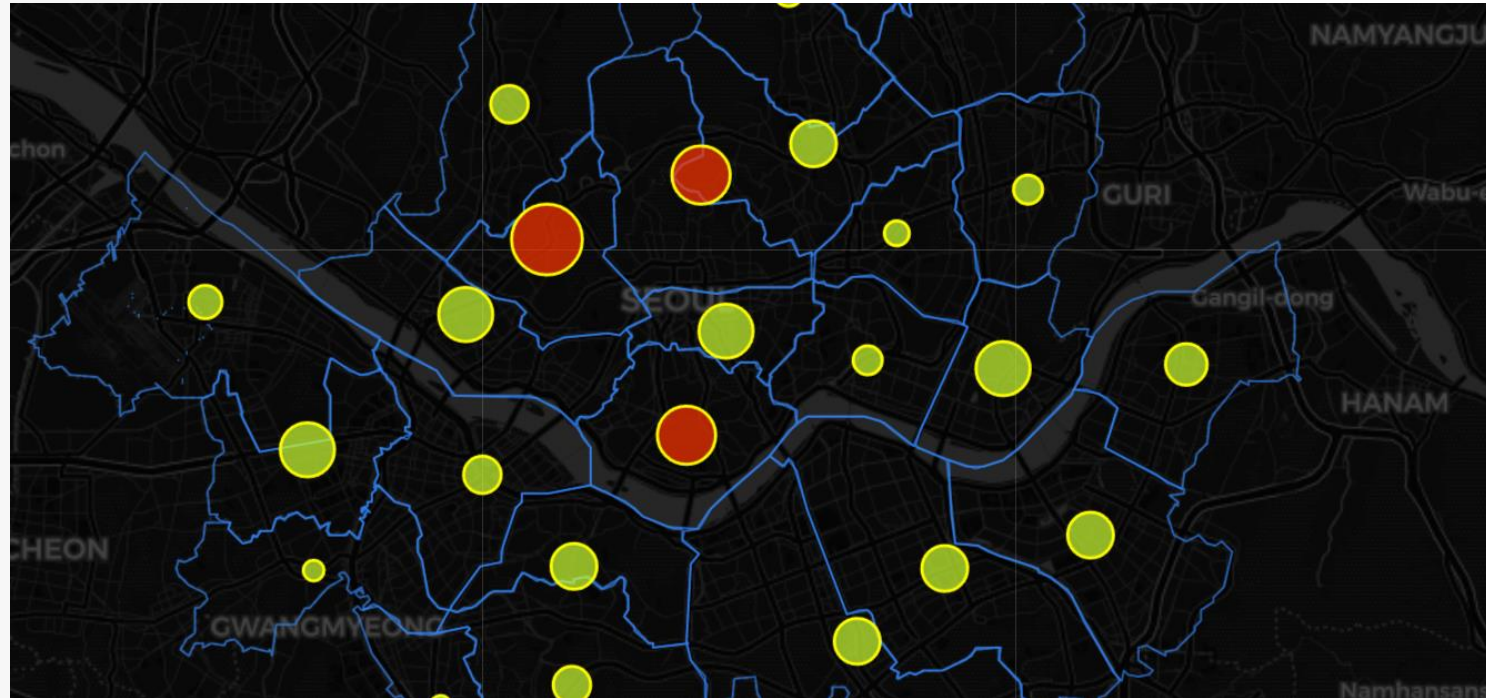 NAMYANGJU
chon
GURI
Wabu-e
SEOUL
Gangil-dong
HANAM
CHEON
GWANGMYEONG
Namhansans